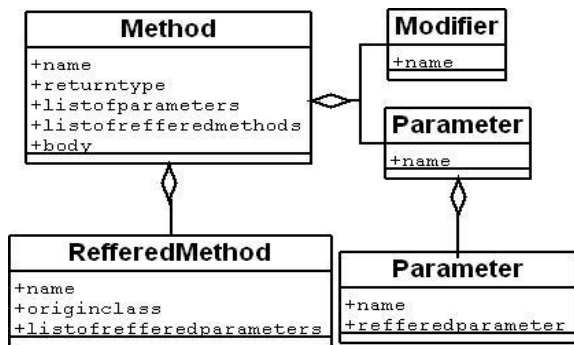 Method
+name
+returntype
+listofparameters
+listofrefferedmethods
+body
Modifier
+name
Parameter
+name
RefferedMethod
+name
+originclass
+listofrefferedparameters
Parameter
+name
+refferedparameter